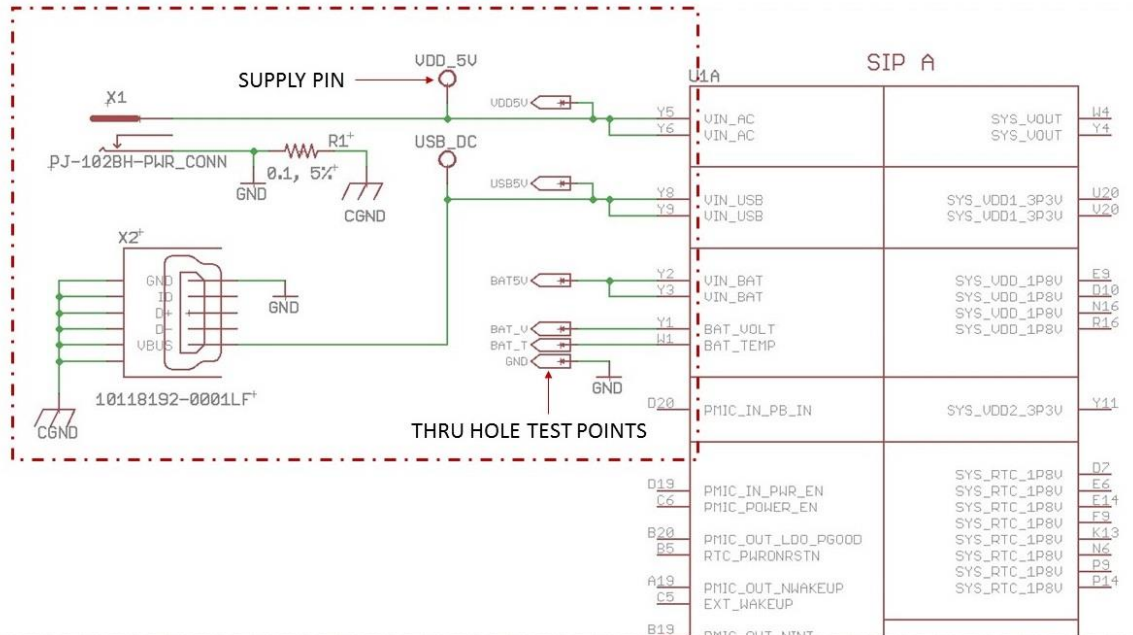 SIP A
U1A
VDD_5V
SUPPLY PIN
X1
VDD5V
Y5
VIN_AC
Y6
VIN_AC
SYS_VOUT
W4
SYS_VOUT
Y4
PJ-102BH-PWR_CONN
R1
0.1, 5%
GND
CGND
USB_DC
USB5V
Y8
VIN_USB
Y9
VIN_USB
SYS_VDD1_3P3V
U20
SYS_VDD1_3P3V
V20
X2
GND
ID
D+
D-
VBUS
GND
10118192-0001LF
CGND
BAT5V
Y2
VIN_BAT
Y3
VIN_BAT
SYS_VDD_1P8V
E9
SYS_VDD_1P8V
D10
SYS_VDD_1P8V
N16
SYS_VDD_1P8V
R16
BAT_V
Y1
BAT_VOLT
BAT_T
W1
BAT_TEMP
GND
GND
THRU HOLE TEST POINTS
D20
PMIC_IN_PB_IN
SYS_VDD2_3P3V
Y11
D19
PMIC_IN_PWR_EN
C6
PMIC_POWER_EN
B20
PMIC_OUT_LDO_PGOOD
B5
RTC_PWRONRSTN
A19
PMIC_OUT_NWAKEUP
C5
EXT_WAKEUP
B19
PMIC_OUT_NINT
SYS_RTC_1P8V
D7
SYS_RTC_1P8V
E6
SYS_RTC_1P8V
E14
SYS_RTC_1P8V
F9
SYS_RTC_1P8V
K13
SYS_RTC_1P8V
N6
SYS_RTC_1P8V
P9
SYS_RTC_1P8V
P14